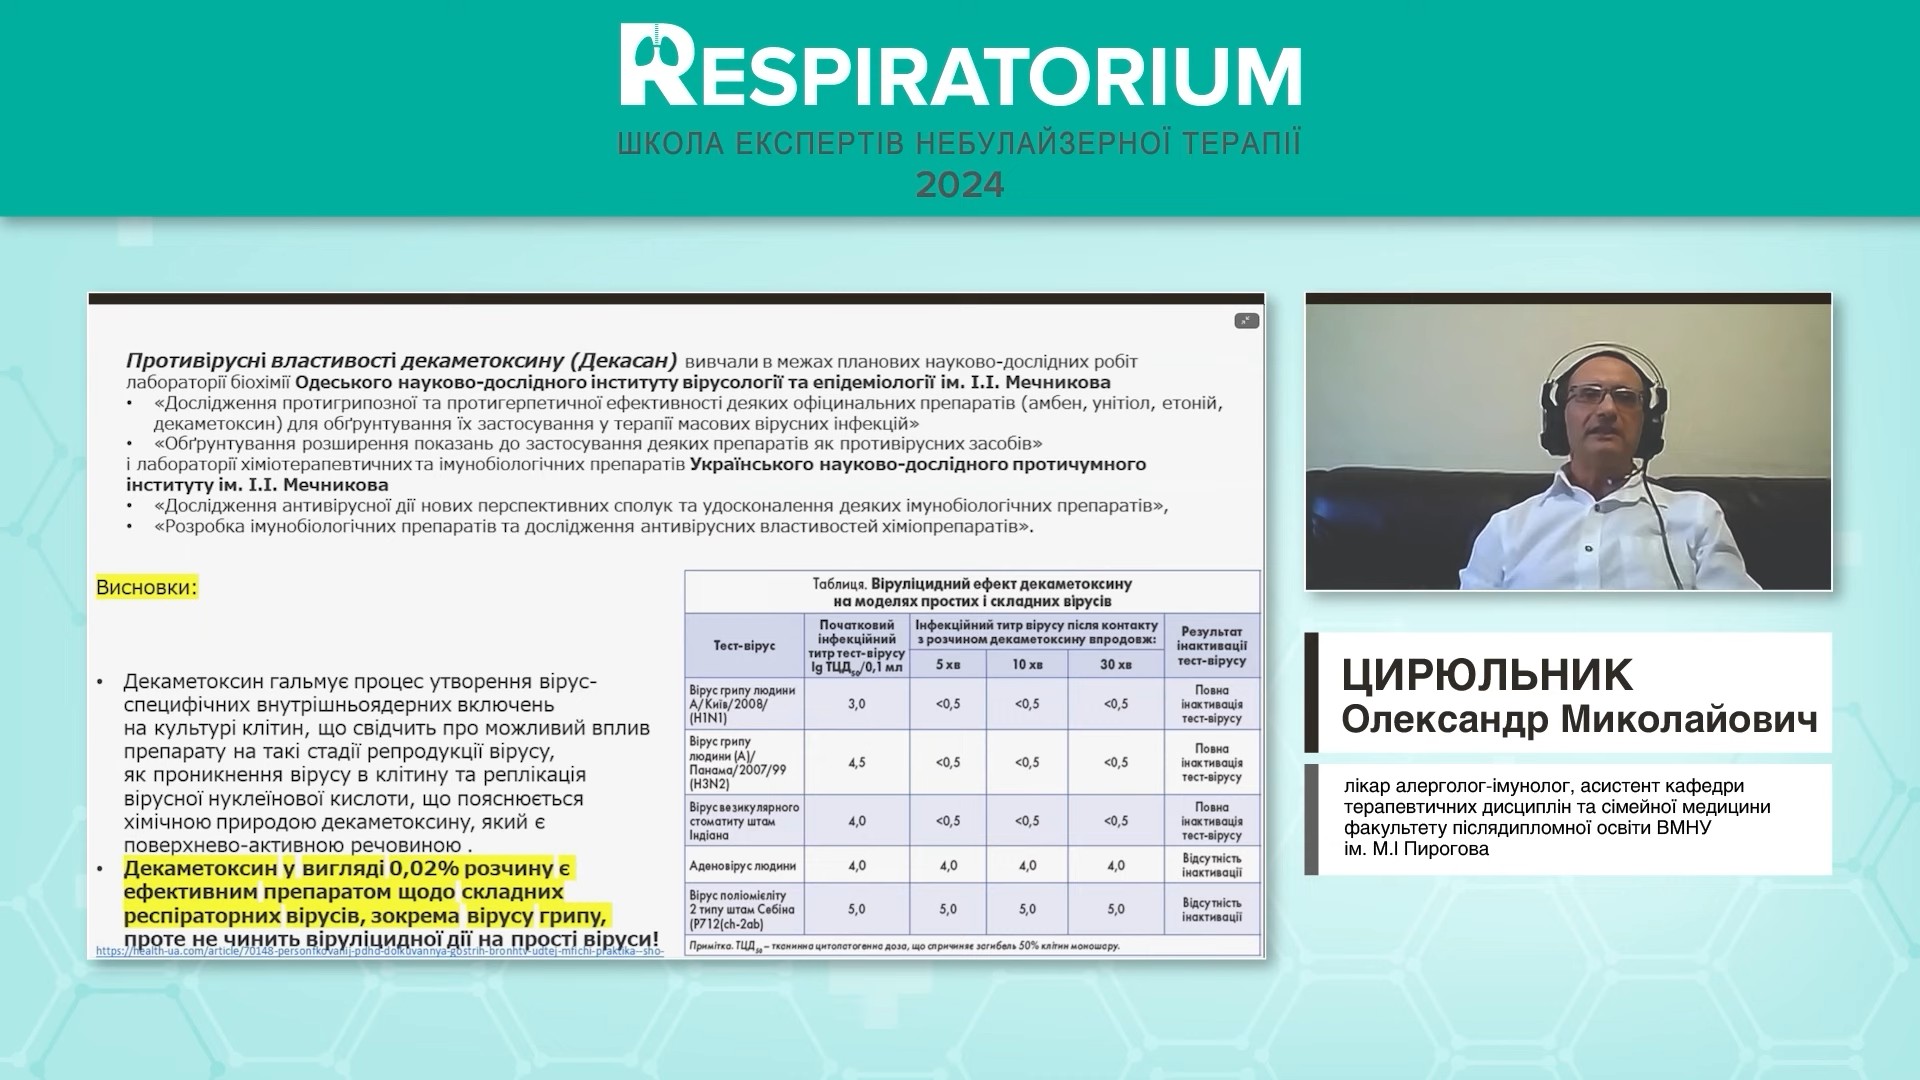 RESPIRATORIUM
ШКОЛА ЕКСПЕРТІВ НЕБУЛАЙЗЕРНОЇ ТЕРАПІЇ
2024
Противірусні властивості декаметоксину (Декасан) вивчали в межах планових науково-дослідних робіт
лабораторії біохімії Одеського науково-дослідного інституту вірусології та епідеміології ім. І.І. Мечникова
• «Дослідження протигрипозної та протигерпетичної ефективності деяких офіцинальних препаратів (амбен, унітіол, етоній,
декаметоксин) для обґрунтування їх застосування у терапії масових вірусних інфекцій»
• «Обґрунтування розширення показань до застосування деяких препаратів як противірусних засобів»
і лабораторії хіміотерапевтичних та імунобіологічних препаратів Українського науково-дослідного протичумного
інституту ім. І.І. Мечникова
• «Дослідження антивірусної дії нових перспективних сполук та удосконалення деяких імунобіологічних препаратів»,
• «Розробка імунобіологічних препаратів та дослідження антивірусних властивостей хіміопрепаратів».
Висновки:
• Декаметоксин гальмує процес утворення вірус-
специфічних внутрішньоядерних включень
на культурі клітин, що свідчить про можливий вплив
препарату на такі стадії репродукції вірусу,
як проникнення вірусу в клітину та реплікація
вірусної нуклеїнової кислоти, що пояснюється
хімічною природою декаметоксину, який є
поверхнево-активною речовиною .
• Декаметоксин у вигляді 0,02% розчину є
ефективним препаратом щодо складних
респіраторних вірусів, зокрема вірусу грипу,
проте не чинить віруліцидної дії на прості віруси!
Таблиця. Віруліцидний ефект декаметоксину
на моделях простих і складних вірусів
Тест-вірус
Початковий
інфекційний
титр тест-вірусу
lg ТЦД50/0,1 мл
Інфекційний титр вірусу після контакту
з розчином декаметоксину впродовж:
5 хв 10 хв 30 хв
Результат
інактивації
тест-вірусу
Вірус грипу людини
А/Київ/2008/
(H1N1)
3,0 <0,5 <0,5 <0,5
Повна
інактивація
тест-вірусу
Вірус грипу
людини (А)/
Панама/2007/99
(H3N2)
4,5 <0,5 <0,5 <0,5
Повна
інактивація
тест-вірусу
Вірус везикулярного
стоматиту штам
Індіана
4,0 <0,5 <0,5 <0,5
Повна
інактивація
тест-вірусу
Аденовірус людини 4,0 4,0 4,0 4,0
Відсутність
інактивації
Вірус поліомієліту
2 типу штам Себіна
(P712(ch-2ab)
5,0 5,0 5,0 5,0
Відсутність
інактивації
Примітка. ТЦД50 – тканинна цитопатогенна доза, що спричиняє загибель 50% клітин моношару.
ЦИРЮЛЬНИК
Олександр Миколайович
лікар алерголог-імунолог, асистент кафедри
терапевтичних дисциплін та сімейної медицини
факультету післядипломної освіти ВМНУ
ім. М.І Пирогова